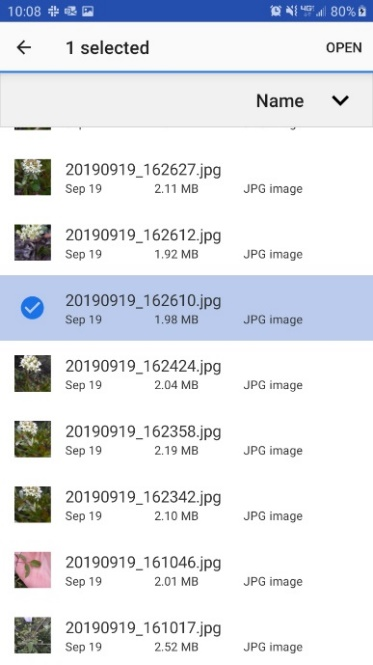 10:08 80%
1 selected OPEN
Name
20190919_162627.jpg
Sep 19 2.11 MB JPG image
20190919_162612.jpg
Sep 19 1.92 MB JPG image
20190919_162610.jpg
Sep 19 1.98 MB JPG image
20190919_162424.jpg
Sep 19 2.04 MB JPG image
20190919_162358.jpg
Sep 19 2.19 MB JPG image
20190919_162342.jpg
Sep 19 2.10 MB JPG image
20190919_161046.jpg
Sep 19 2.01 MB JPG image
20190919_161017.jpg
Sep 19 2.52 MB JPG image